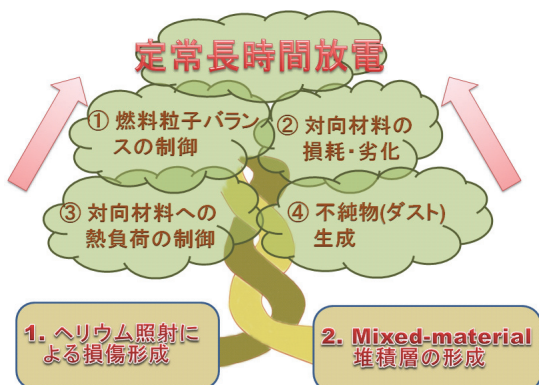 定常長時間放電
① 燃料粒子バラン
スの制御
② 対向材料の
損耗・劣化
③ 対向材料への
熱負荷の制御
④ 不純物(ダスト)
生成
1. ヘリウム照射に
よる損傷形成
2. Mixed-material
堆積層の形成